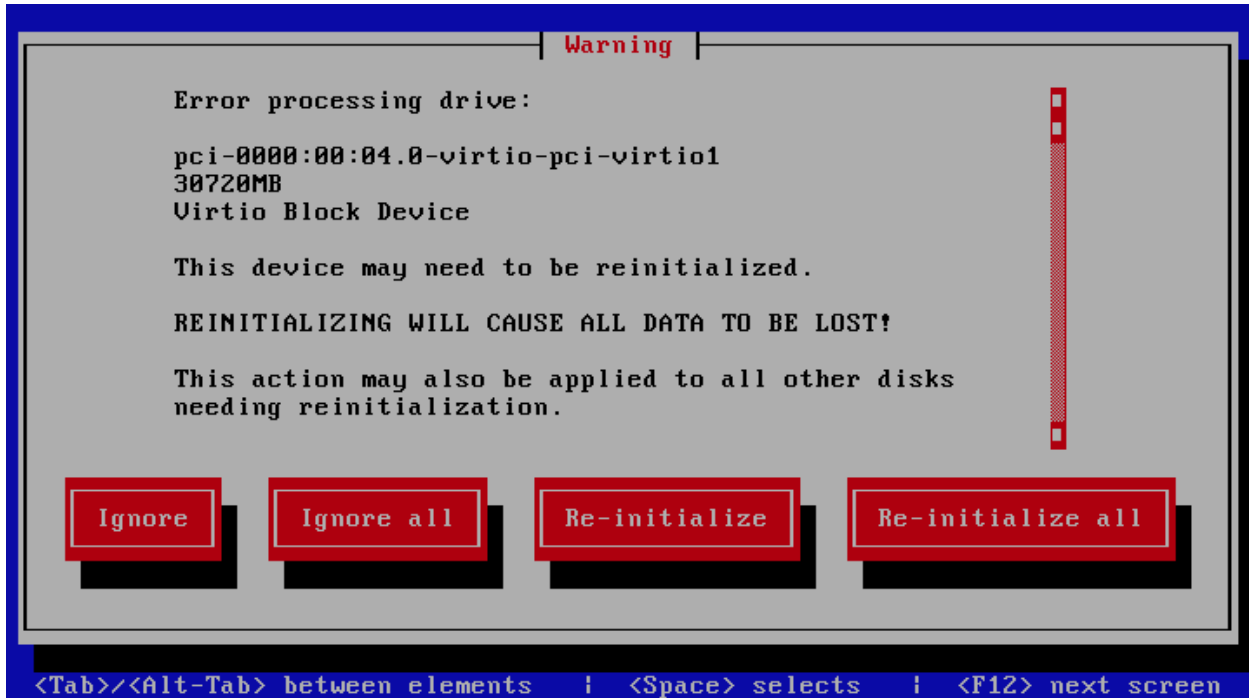 Warning
Error processing drive:
pci-0000:00:04.0-virtio-pci-virtio1
30720MB
Virtio Block Device
This device may need to be reinitialized.
REINITIALIZING WILL CAUSE ALL DATA TO BE LOST!
This action may also be applied to all other disks
needing reinitialization.
Ignore
Ignore all
Re-initialize
Re-initialize all
<Tab>/<Alt-Tab> between elements | <Space> selects | <F12> next screen